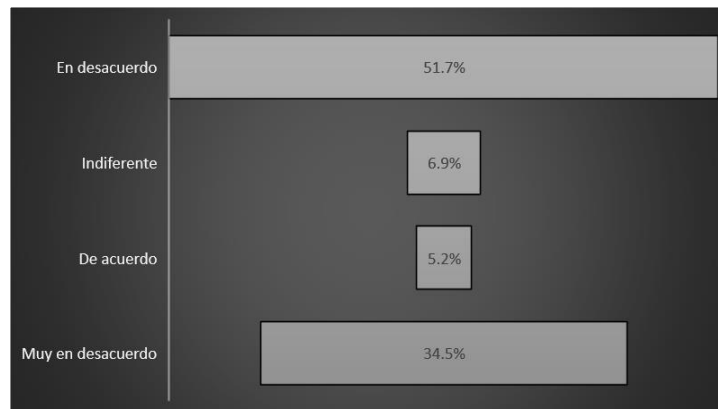 En desacuerdo
51.7%
Indiferente
6.9%
De acuerdo
5.2%
Muy en desacuerdo
34.5%